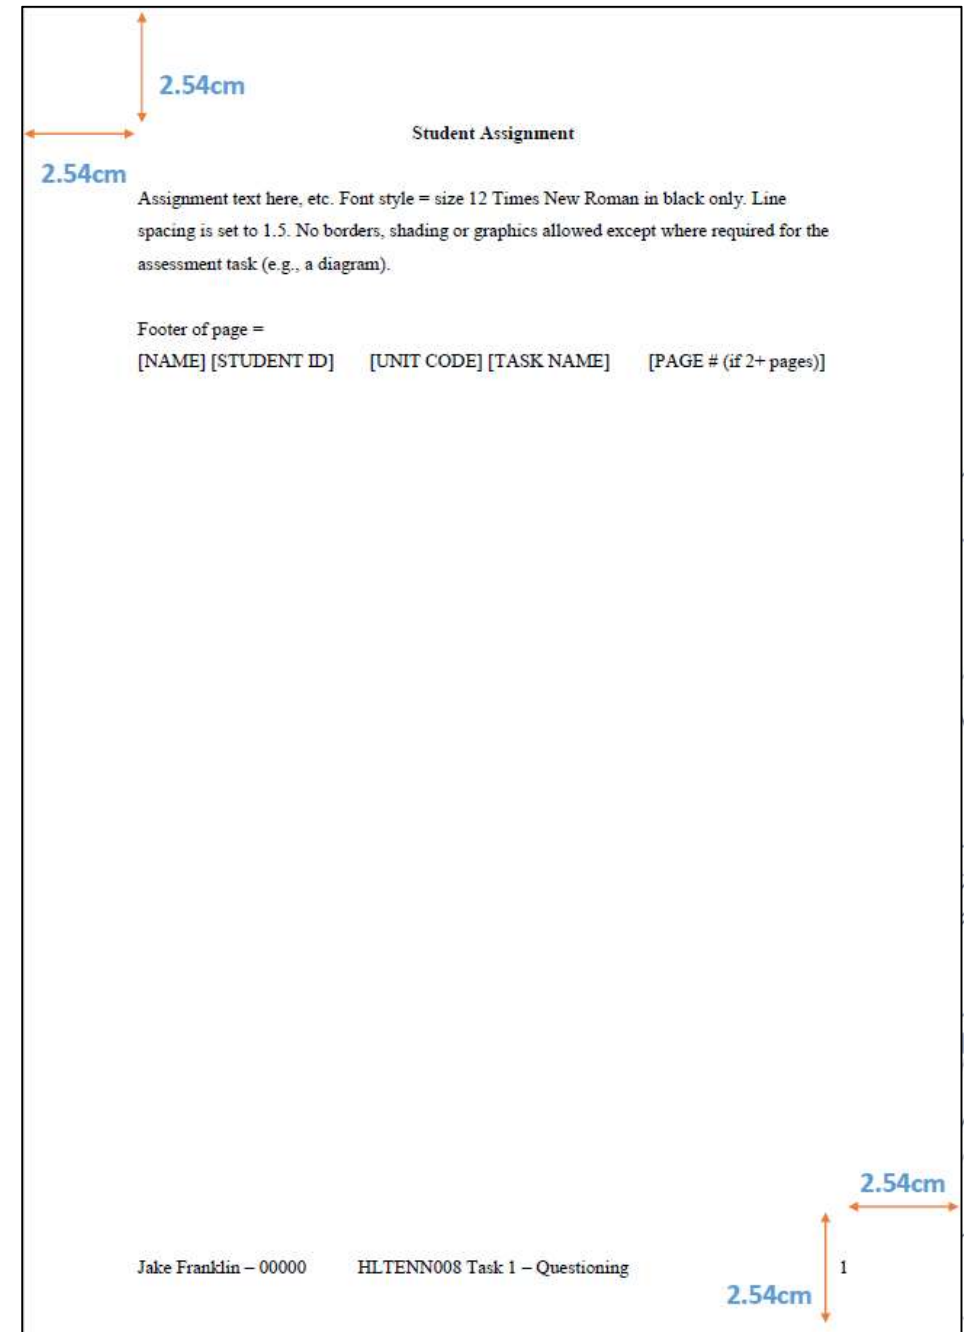 2.54cm
Student Assignment
2.54cm
Assignment text here, etc. Font style = size 12 Times New Roman in black only. Line
spacing is set to 1.5. No borders, shading or graphics allowed except where required for the
assessment task (e.g., a diagram).
Footer of page =
[NAME] [STUDENT ID] [UNIT CODE] [TASK NAME] [PAGE # (if 2+ pages)]
2.54cm
Jake Franklin – 00000 HLTENN008 Task 1 – Questioning 1
2.54cm